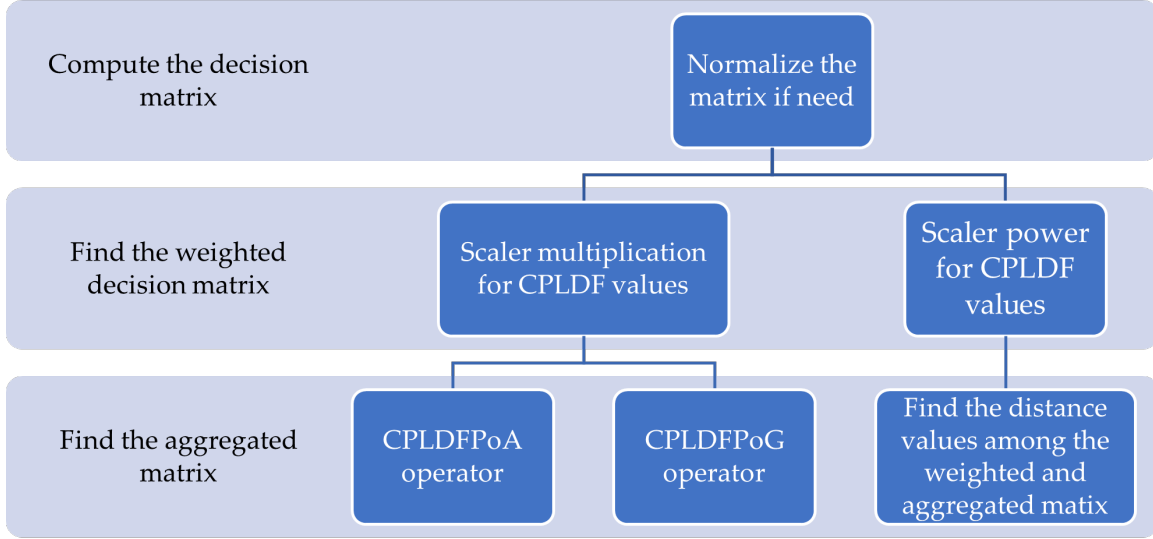 Compute the decision
matrix
Normalize the
matrix if need
Find the weighted
decision matrix
Scaler multiplication
for CPLDF values
Scaler power
for CPLDF
values
Find the aggregated
matrix
CPLDFPoA
operator
CPLDFPoG
operator
Find the distance
values among the
weighted and
aggregated matix